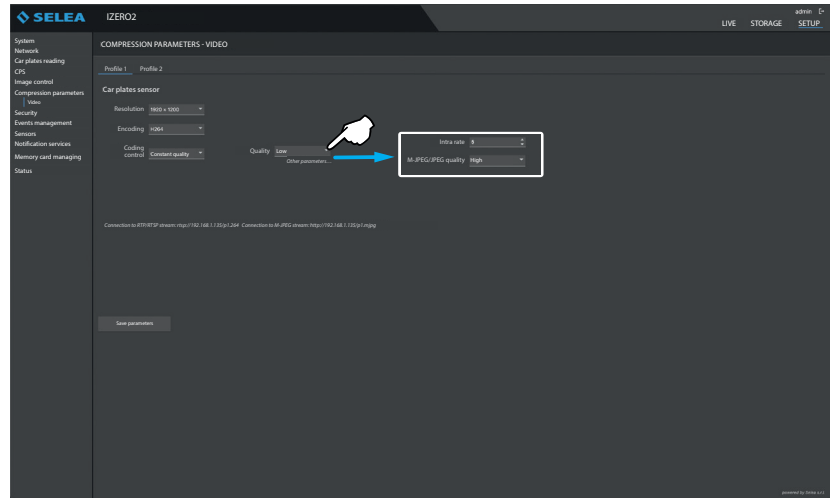 SELEA
IZERO2
admin
LIVE STORAGE SETUP
System
Network
Car plates reading
CPS
Image control
Compression parameters
Video
Security
Events management
Sensors
Notification services
Memory card managing
Status
COMPRESSION PARAMETERS - VIDEO
Profile 1 Profile 2
Car plates sensor
Resolution 1920 x 1200
Encoding H264
Coding control Constant quality
Quality Low
Other parameters...
Intra rate 6
M-JPEG/JPEG quality High
Connection to RTP/RTSP stream: rtsp://192.168.1.135/p1.264 Connection to M-JPEG stream: http://192.168.1.135/p1.mjpg
Save parameters
powered by Selea s.r.l